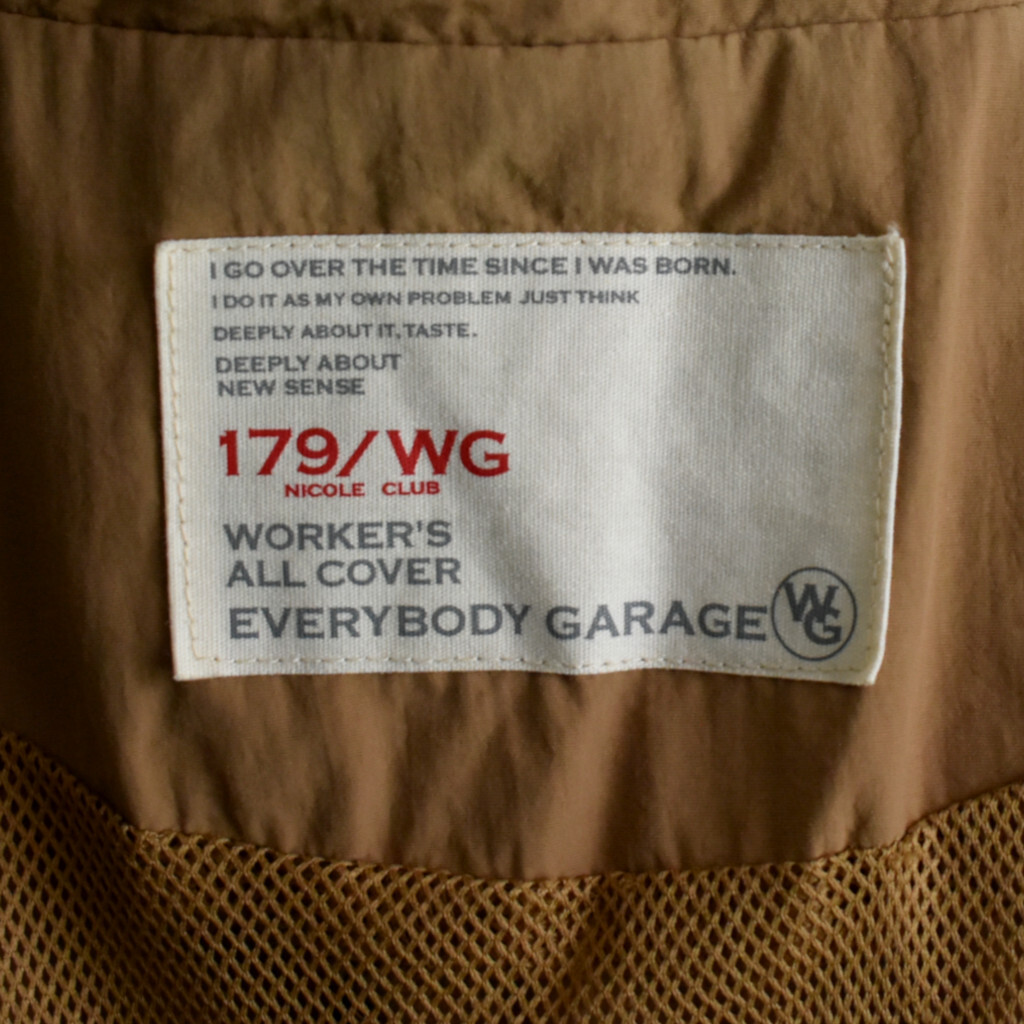 I GO OVER THE TIME SINCE I WAS BORN.
I DO IT AS MY OWN PROBLEM JUST THINK
DEEPLY ABOUT IT, TASTE.
DEEPLY ABOUT
NEW SENSE
179/WG
NICOLE CLUB
WORKER'S
ALL COVER
EVERYBODY GARAGE WG